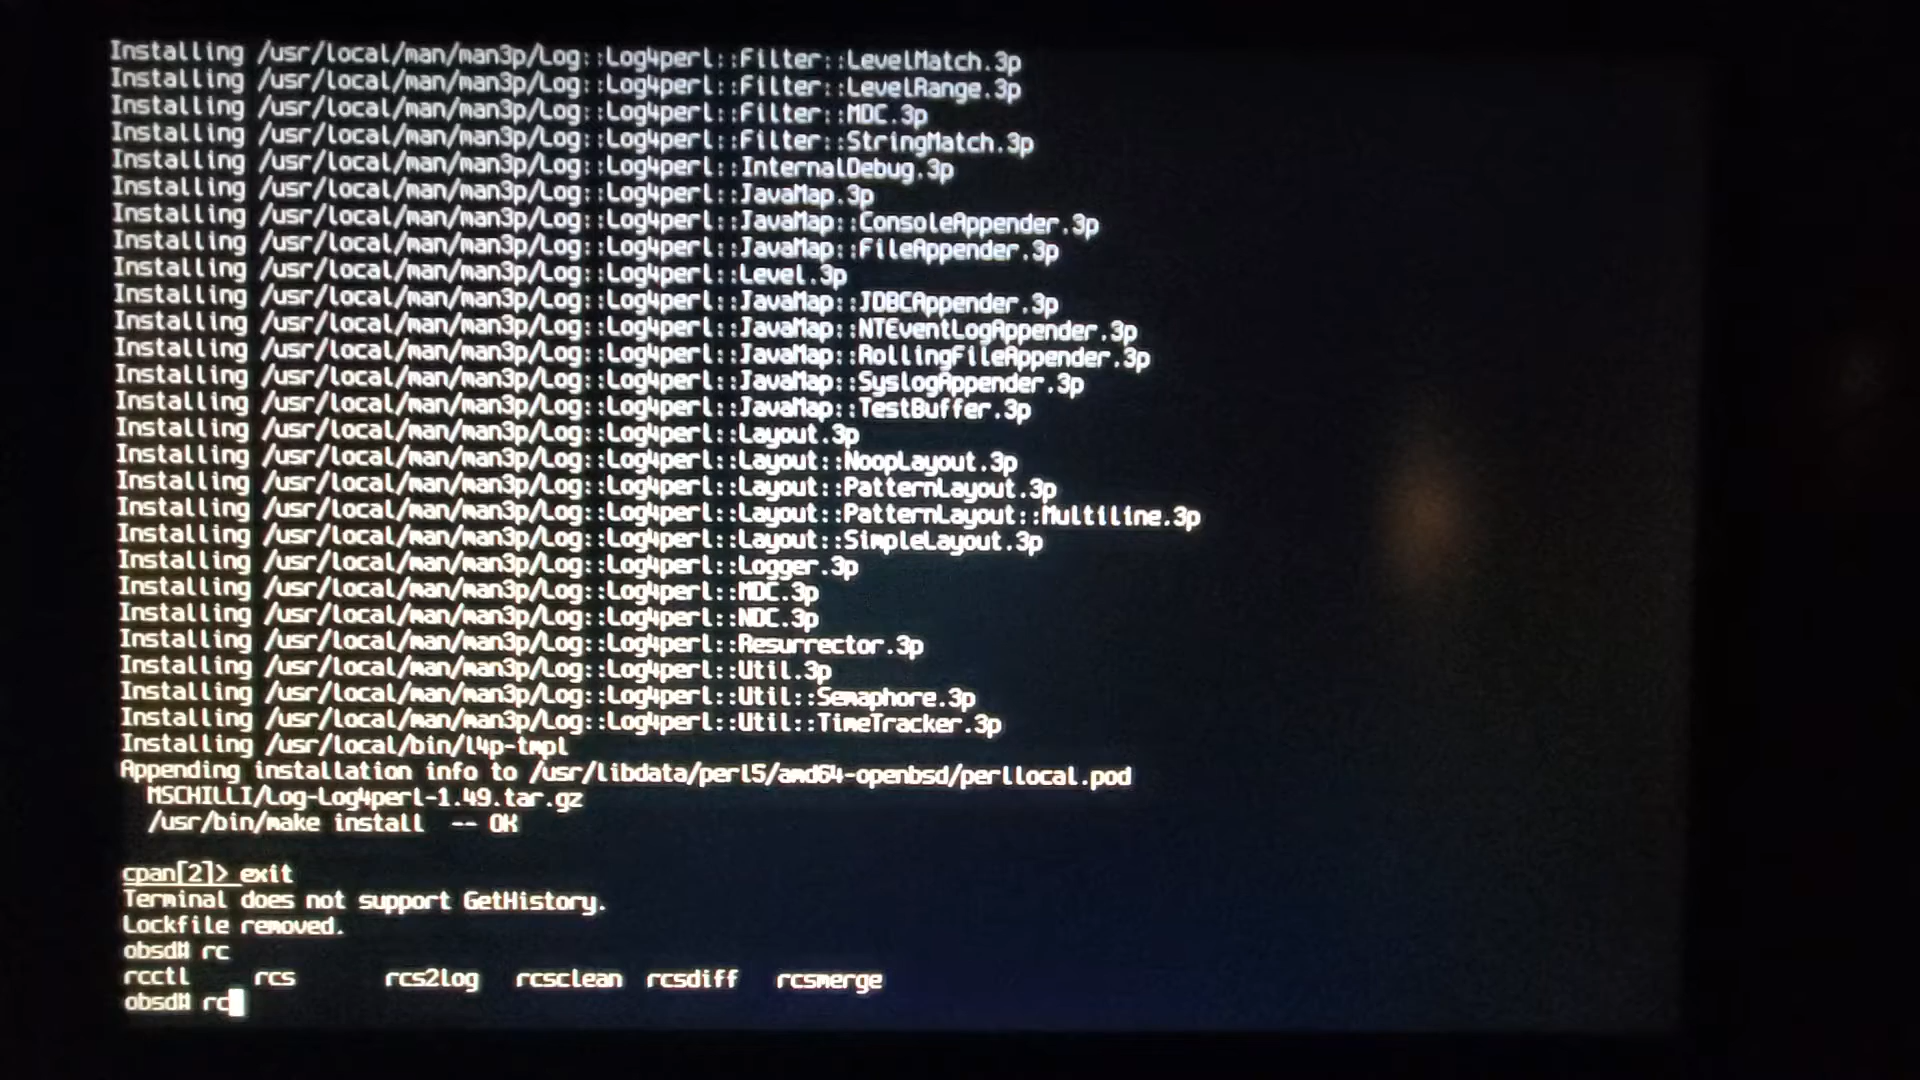 Installing /usr/local/man/man3p/Log::Log4perl::Filter::LevelMatch.3p
Installing /usr/local/man/man3p/Log::Log4perl::Filter::LevelRange.3p
Installing /usr/local/man/man3p/Log::Log4perl::Filter::MDC.3p
Installing /usr/local/man/man3p/Log::Log4perl::Filter::StringMatch.3p
Installing /usr/local/man/man3p/Log::Log4perl::InternalDebug.3p
Installing /usr/local/man/man3p/Log::Log4perl::JavaMap.3p
Installing /usr/local/man/man3p/Log::Log4perl::JavaMap::ConsoleAppender.3p
Installing /usr/local/man/man3p/Log::Log4perl::JavaMap::FileAppender.3p
Installing /usr/local/man/man3p/Log::Log4perl::Level.3p
Installing /usr/local/man/man3p/Log::Log4perl::JavaMap::JDBCAppender.3p
Installing /usr/local/man/man3p/Log::Log4perl::JavaMap::NTEventLogAppender.3p
Installing /usr/local/man/man3p/Log::Log4perl::JavaMap::RollingFileAppender.3p
Installing /usr/local/man/man3p/Log::Log4perl::JavaMap::SyslogAppender.3p
Installing /usr/local/man/man3p/Log::Log4perl::JavaMap::TestBuffer.3p
Installing /usr/local/man/man3p/Log::Log4perl::Layout.3p
Installing /usr/local/man/man3p/Log::Log4perl::Layout::NoopLayout.3p
Installing /usr/local/man/man3p/Log::Log4perl::Layout::PatternLayout.3p
Installing /usr/local/man/man3p/Log::Log4perl::Layout::PatternLayout::Multiline.3p
Installing /usr/local/man/man3p/Log::Log4perl::Layout::SimpleLayout.3p
Installing /usr/local/man/man3p/Log::Log4perl::Logger.3p
Installing /usr/local/man/man3p/Log::Log4perl::MDC.3p
Installing /usr/local/man/man3p/Log::Log4perl::NDC.3p
Installing /usr/local/man/man3p/Log::Log4perl::Resurrector.3p
Installing /usr/local/man/man3p/Log::Log4perl::Util.3p
Installing /usr/local/man/man3p/Log::Log4perl::Util::Semaphore.3p
Installing /usr/local/man/man3p/Log::Log4perl::Util::TimeTracker.3p
Installing /usr/local/bin/l4p-tmpl
Appending installation info to /usr/libdata/perl5/amd64-openbsd/perllocal.pod
MSCHILLI/Log-Log4perl-1.49.tar.gz
/usr/bin/make install -- OK
cpan[2]> exit
Terminal does not support GetHistory.
Lockfile removed.
obsd# rc
rcctl rcs rcs2log rcsclean rcsdiff rcsmerge
obsd# rc